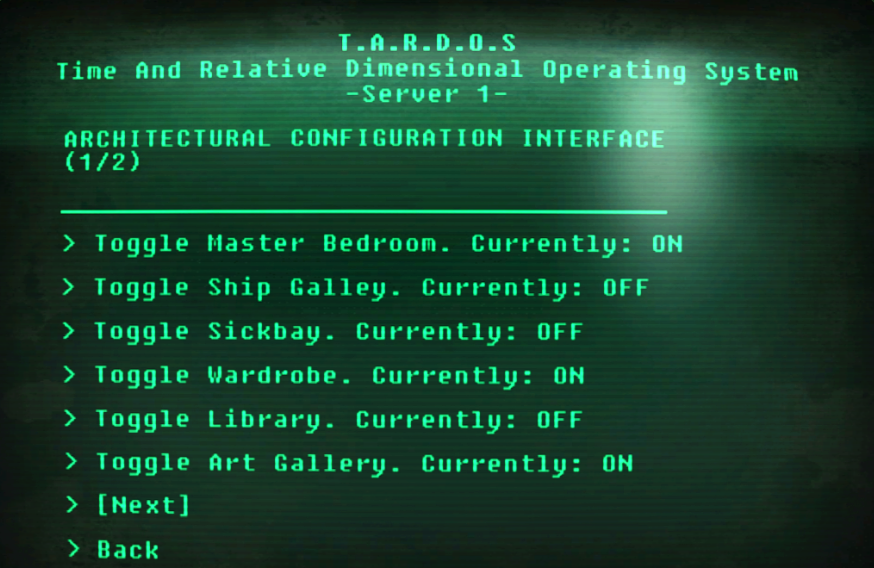 T.A.R.D.O.S
Time And Relative Dimensional Operating System
-Server 1-
ARCHITECTURAL CONFIGURATION INTERFACE
(1/2)
> Toggle Master Bedroom. Currently: ON
> Toggle Ship Galley. Currently: OFF
> Toggle Sickbay. Currently: OFF
> Toggle Wardrobe. Currently: ON
> Toggle Library. Currently: OFF
> Toggle Art Gallery. Currently: ON
> [Next]
> Back